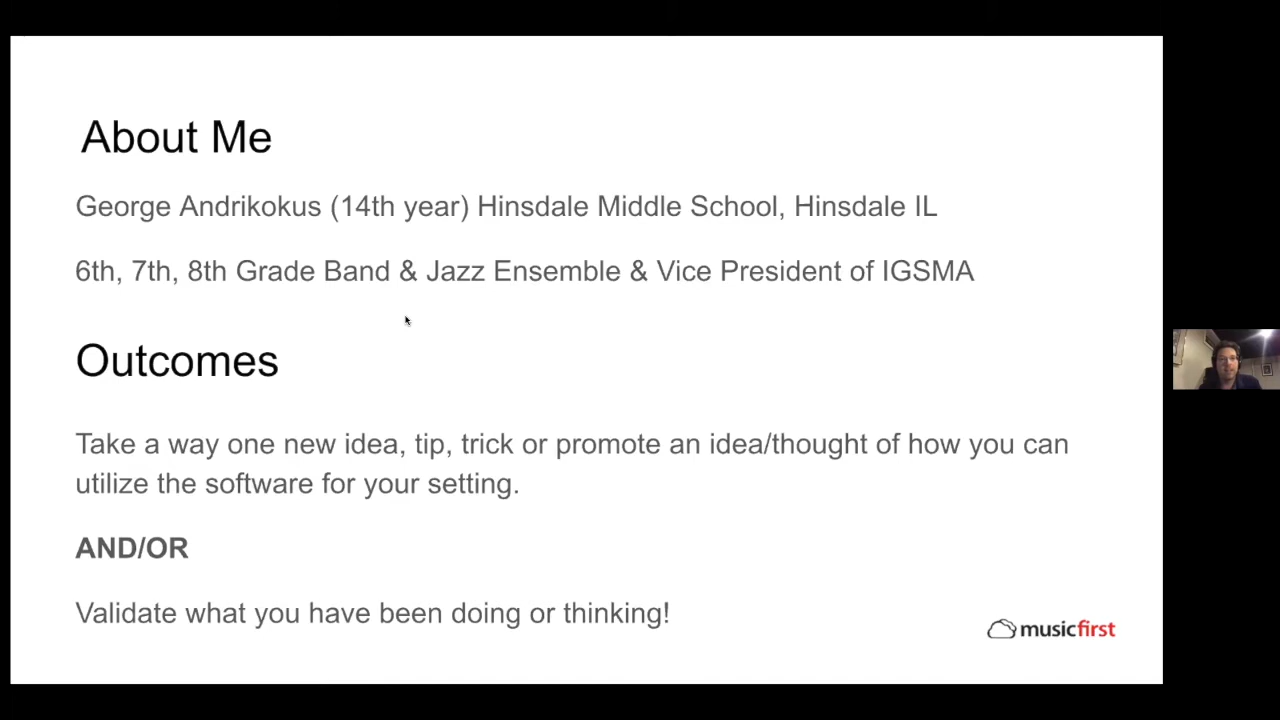 About Me
George Andrikokus (14th year) Hinsdale Middle School, Hinsdale IL
6th, 7th, 8th Grade Band & Jazz Ensemble & Vice President of IGSMA
Outcomes
Take a way one new idea, tip, trick or promote an idea/thought of how you can
utilize the software for your setting.
AND/OR
Validate what you have been doing or thinking!
musicfirst